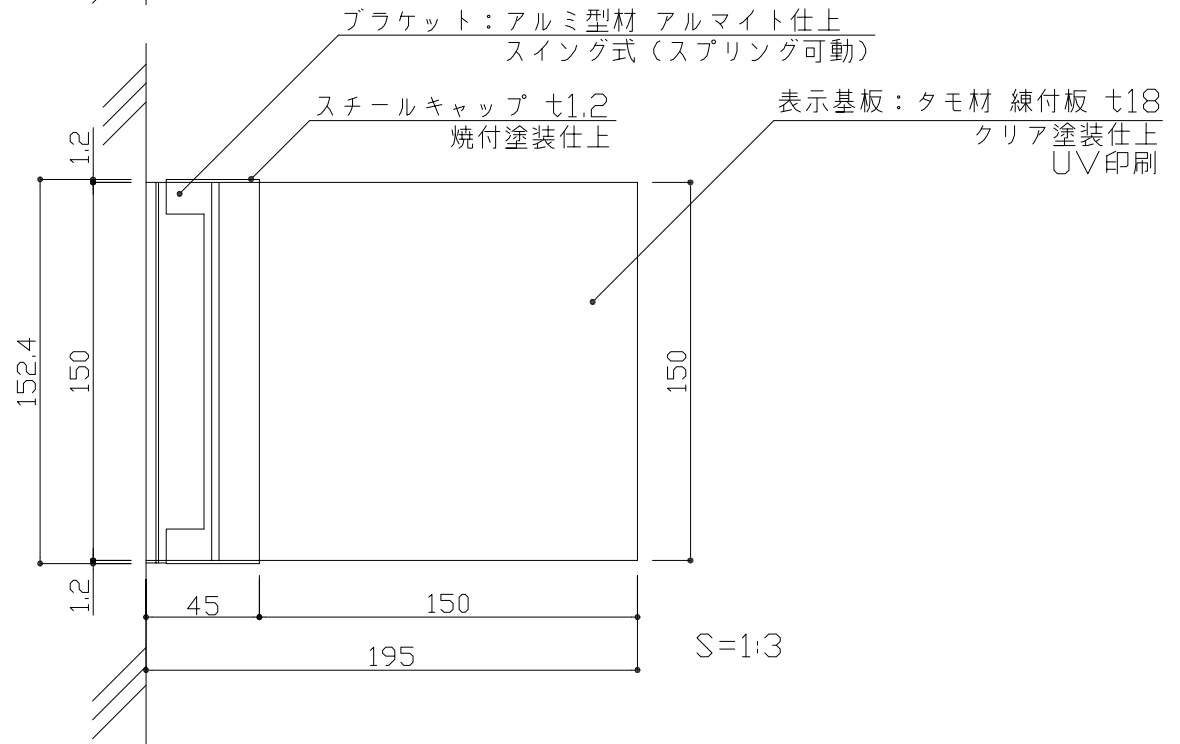 ブラケット：アルミ型材 アルマイト仕上
スイング式（スプリング可動）
スチールキャップ t1.2
焼付塗装仕上
表示基板：タモ材 練付板 t18
クリア塗装仕上
UV印刷
1.2
152.4
150
150
1.2
45
150
195
S=1:3